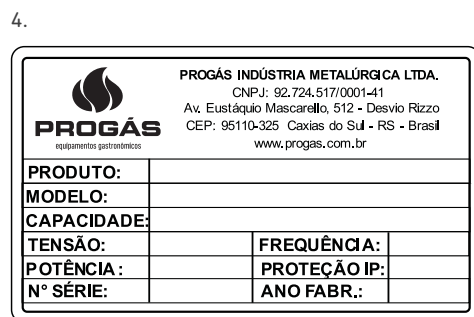 4.
PROGÁS
equipamentos gastronômicos
PROGÁS INDÚSTRIA METALÚRGICA LTDA.
CNPJ: 92.724.517/0001-41
Av. Eustáquio Mascarello, 512 - Desvio Rizzo
CEP: 95110-325 Caxias do Sul - RS - Brasil
www.progas.com.br
PRODUTO:
MODELO:
CAPACIDADE:
TENSÃO: FREQUÊNCIA:
POTÊNCIA: PROTEÇÃO IP:
N° SÉRIE: ANO FABR.: